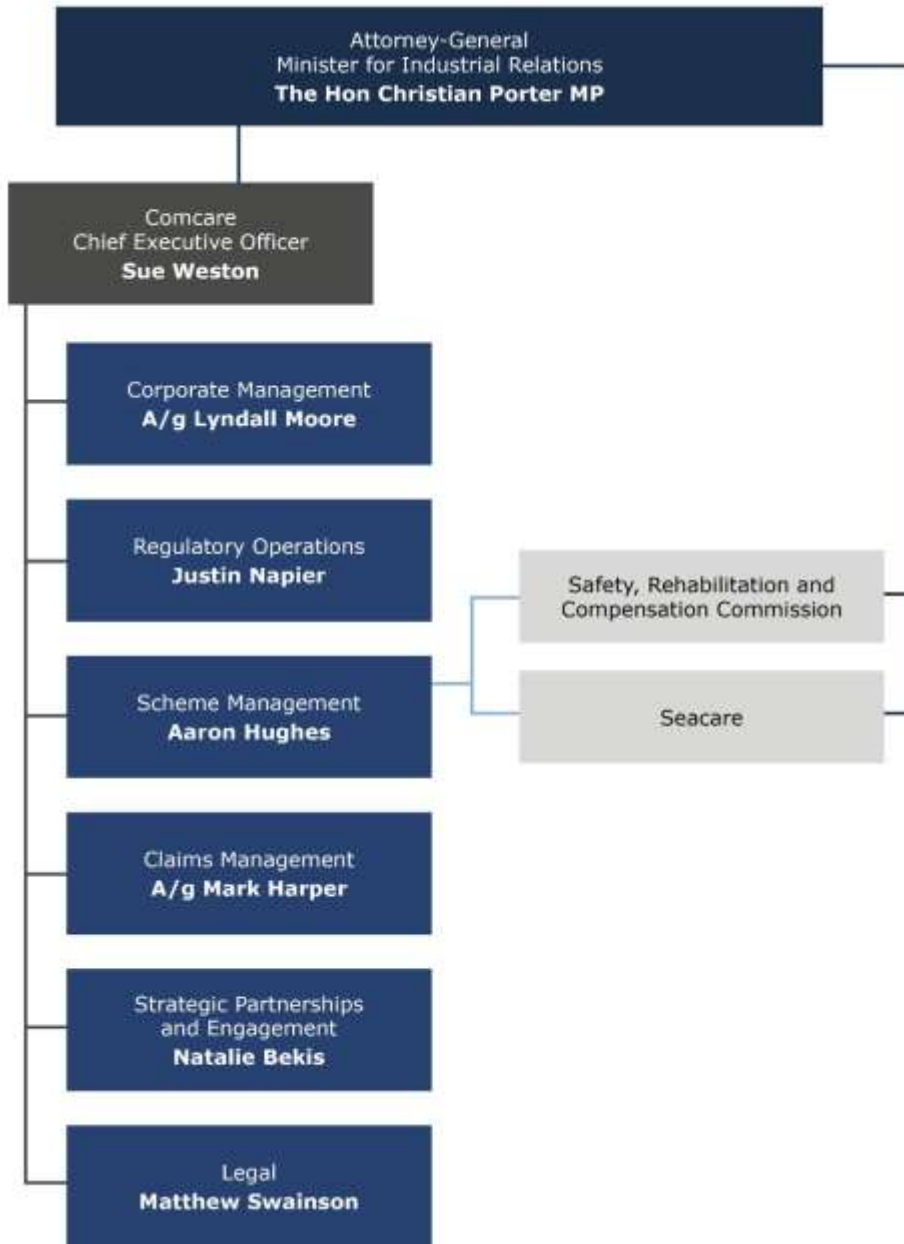 Attorney-General
Minister for Industrial Relations
The Hon Christian Porter MP
Comcare
Chief Executive Officer
Sue Weston
Corporate Management
A/g Lyndall Moore
Regulatory Operations
Justin Napier
Safety, Rehabilitation and
Compensation Commission
Scheme Management
Aaron Hughes
Seacare
Claims Management
A/g Mark Harper
Strategic Partnerships
and Engagement
Natalie Bekis
Legal
Matthew Swainson